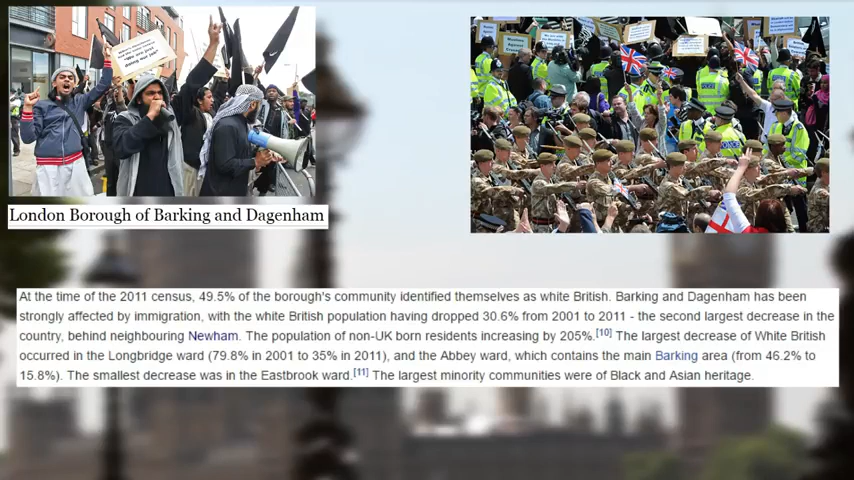 London Borough of Barking and Dagenham
At the time of the 2011 census, 49.5% of the borough's community identified themselves as white British. Barking and Dagenham has been
strongly affected by immigration, with the white British population having dropped 30.6% from 2001 to 2011 - the second largest decrease in the
country, behind neighbouring Newham. The population of non-UK born residents increasing by 205%.[10] The largest decrease of White British
occurred in the Longbridge ward (79.8% in 2001 to 35% in 2011), and the Abbey ward, which contains the main Barking area (from 46.2% to
15.8%). The smallest decrease was in the Eastbrook ward.[11] The largest minority communities were of Black and Asian heritage.